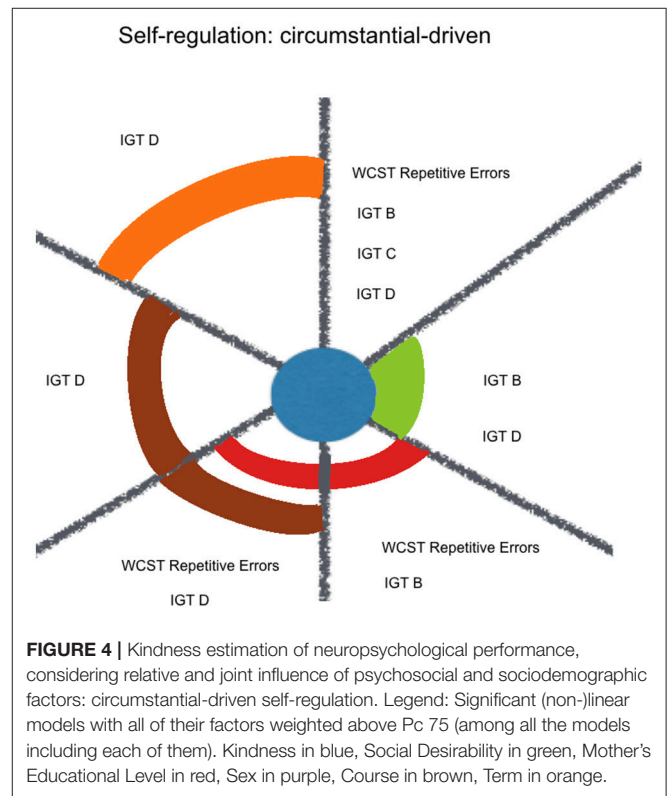 Self-regulation: circumstantial-driven
IGT D
WCST Repetitive Errors
IGT B
IGT C
IGT D
IGT D
IGT B
IGT D
WCST Repetitive Errors
IGT D
WCST Repetitive Errors
IGT B
FIGURE 4 | Kindness estimation of neuropsychological performance,
considering relative and joint influence of psychosocial and sociodemographic
factors: circumstantial-driven self-regulation. Legend: Significant (non-)linear
models with all of their factors weighted above Pc 75 (among all the models
including each of them). Kindness in blue, Social Desirability in green, Mother's
Educational Level in red, Sex in purple, Course in brown, Term in orange.